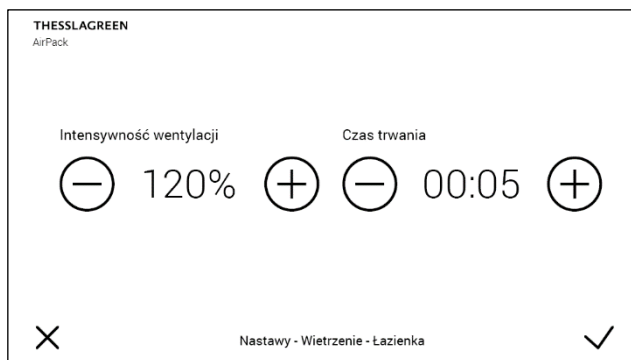 THESSLAGREEN
AirPack
Intensywność wentylacji
Czas trwania
120%
00:05
Nastawy - Wietrzenie - Łazienka